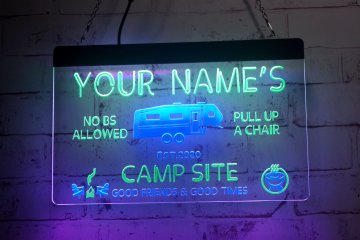 YOUR NAME'S
NO BS
ALLOWED
PULL UP
A CHAIR
EST.2020
CAMP SITE
GOOD FRIENDS & GOOD TIMES